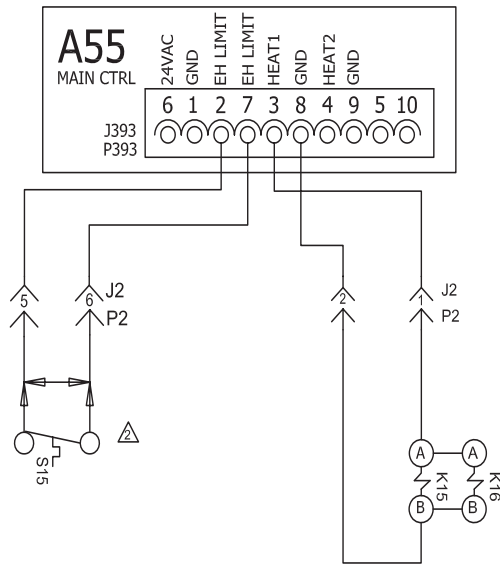 A55
MAIN CTRL
24VAC
GND
EH LIMIT
EH LIMIT
HEAT1
GND
HEAT2
GND
6 1 2 7 3 8 4 9 5 10
J393
P393
5 6 J2
P2
2 1 J2
P2
S15
2
A A
K15 K16
B B